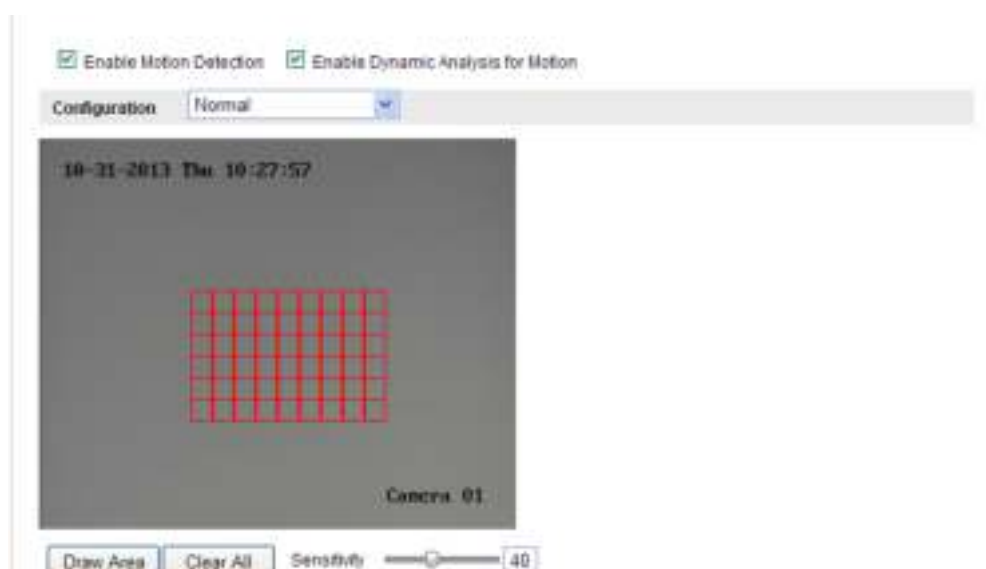 Enable Motion Detection Enable Dynamic Analysis for Motion
Configuration Normal
10-31-2013 Thu 10:27:57
Camera 01
Draw Area Clear All Sensitivity 40